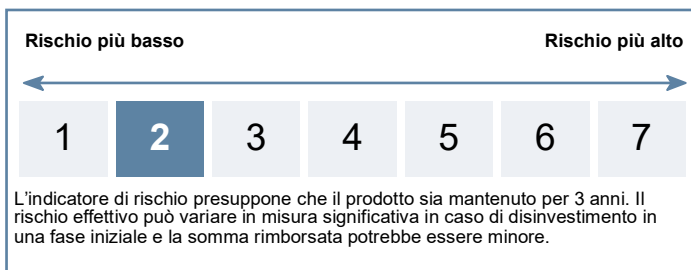 Rischio più basso Rischio più alto
1 2 3 4 5 6 7
L'indicatore di rischio presuppone che il prodotto sia mantenuto per 3 anni. Il
rischio effettivo può variare in misura significativa in caso di disinvestimento in
una fase iniziale e la somma rimborsata potrebbe essere minore.